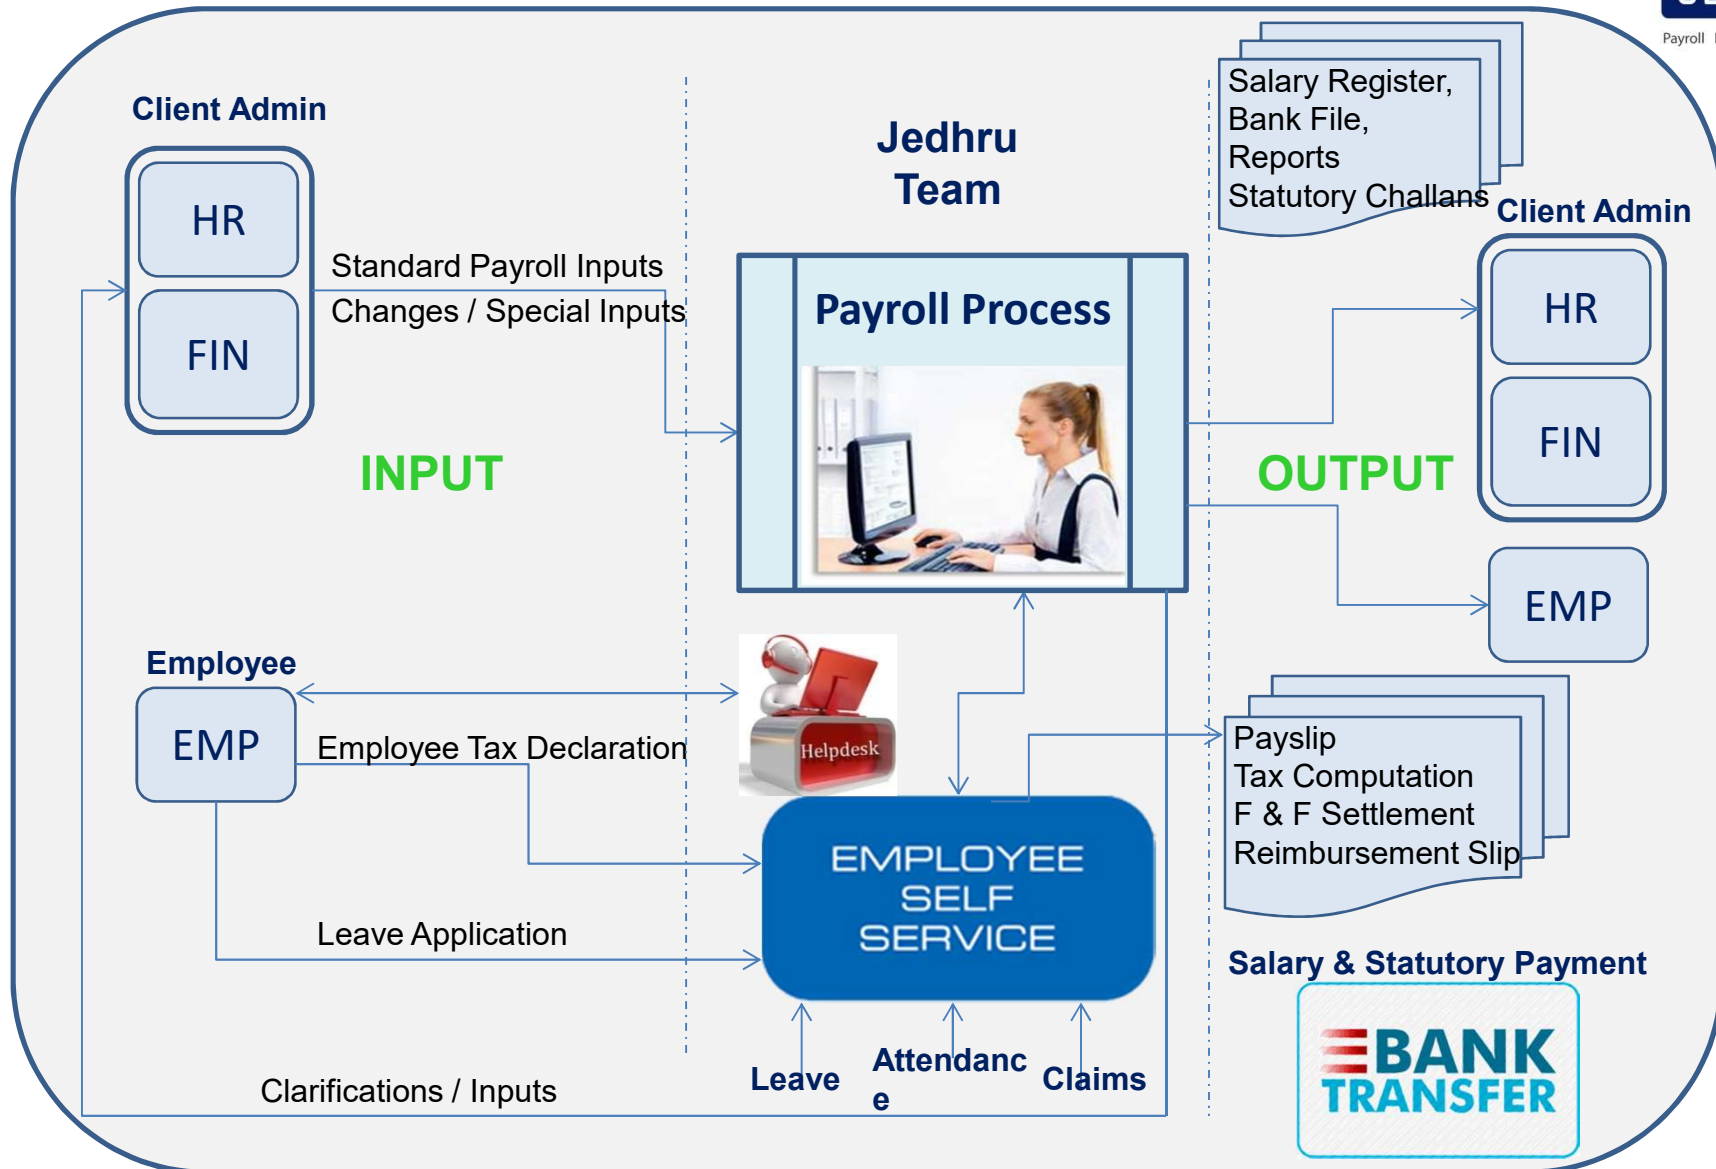 Payroll
Client Admin
HR
FIN
Standard Payroll Inputs
Changes / Special Inputs
INPUT
Employee
EMP
Employee Tax Declaration
Leave Application
Clarifications / Inputs
Jedhru
Team
Payroll Process
Helpdesk
EMPLOYEE
SELF
SERVICE
Leave
Attendanc
e
Claims
Salary Register,
Bank File,
Reports
Statutory Challans
Client Admin
HR
FIN
OUTPUT
EMP
Payslip
Tax Computation
F & F Settlement
Reimbursement Slip
Salary & Statutory Payment
BANK
TRANSFER